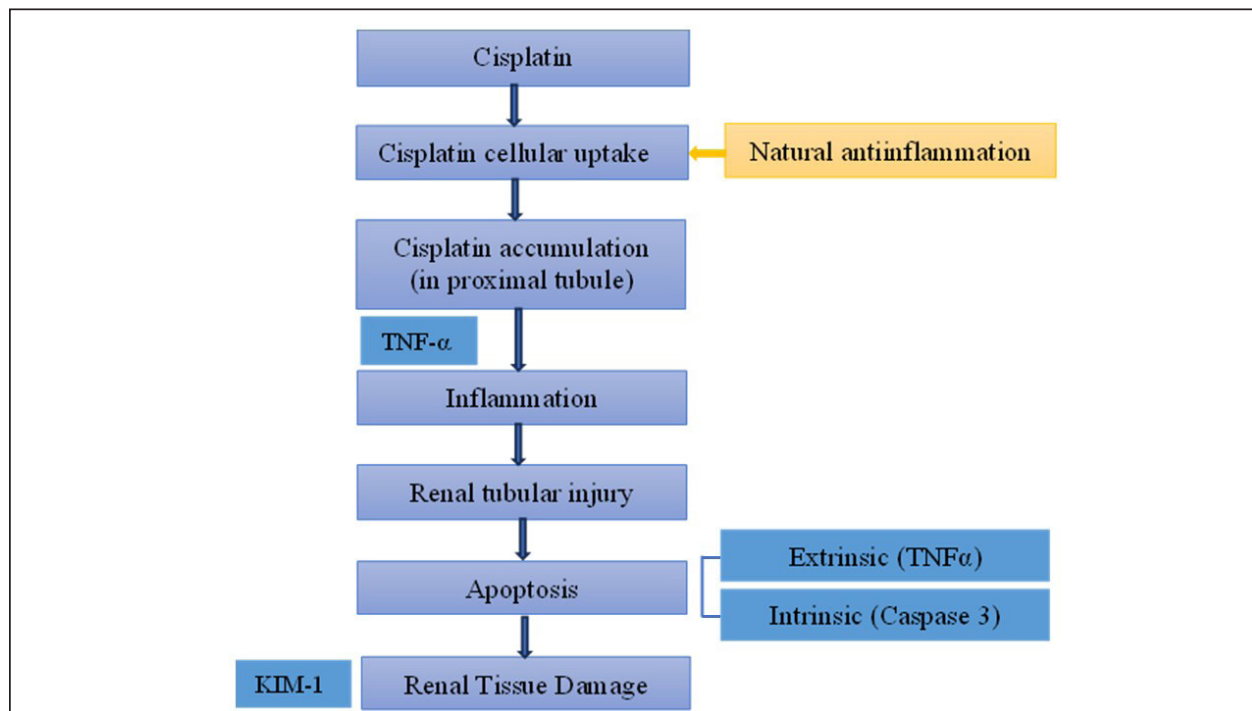 Cisplatin
Cisplatin cellular uptake
Natural antiinflammation
Cisplatin accumulation
(in proximal tubule)
TNF-α
Inflammation
Renal tubular injury
Extrinsic (TNFα)
Apoptosis
Intrinsic (Caspase 3)
KIM-1
Renal Tissue Damage